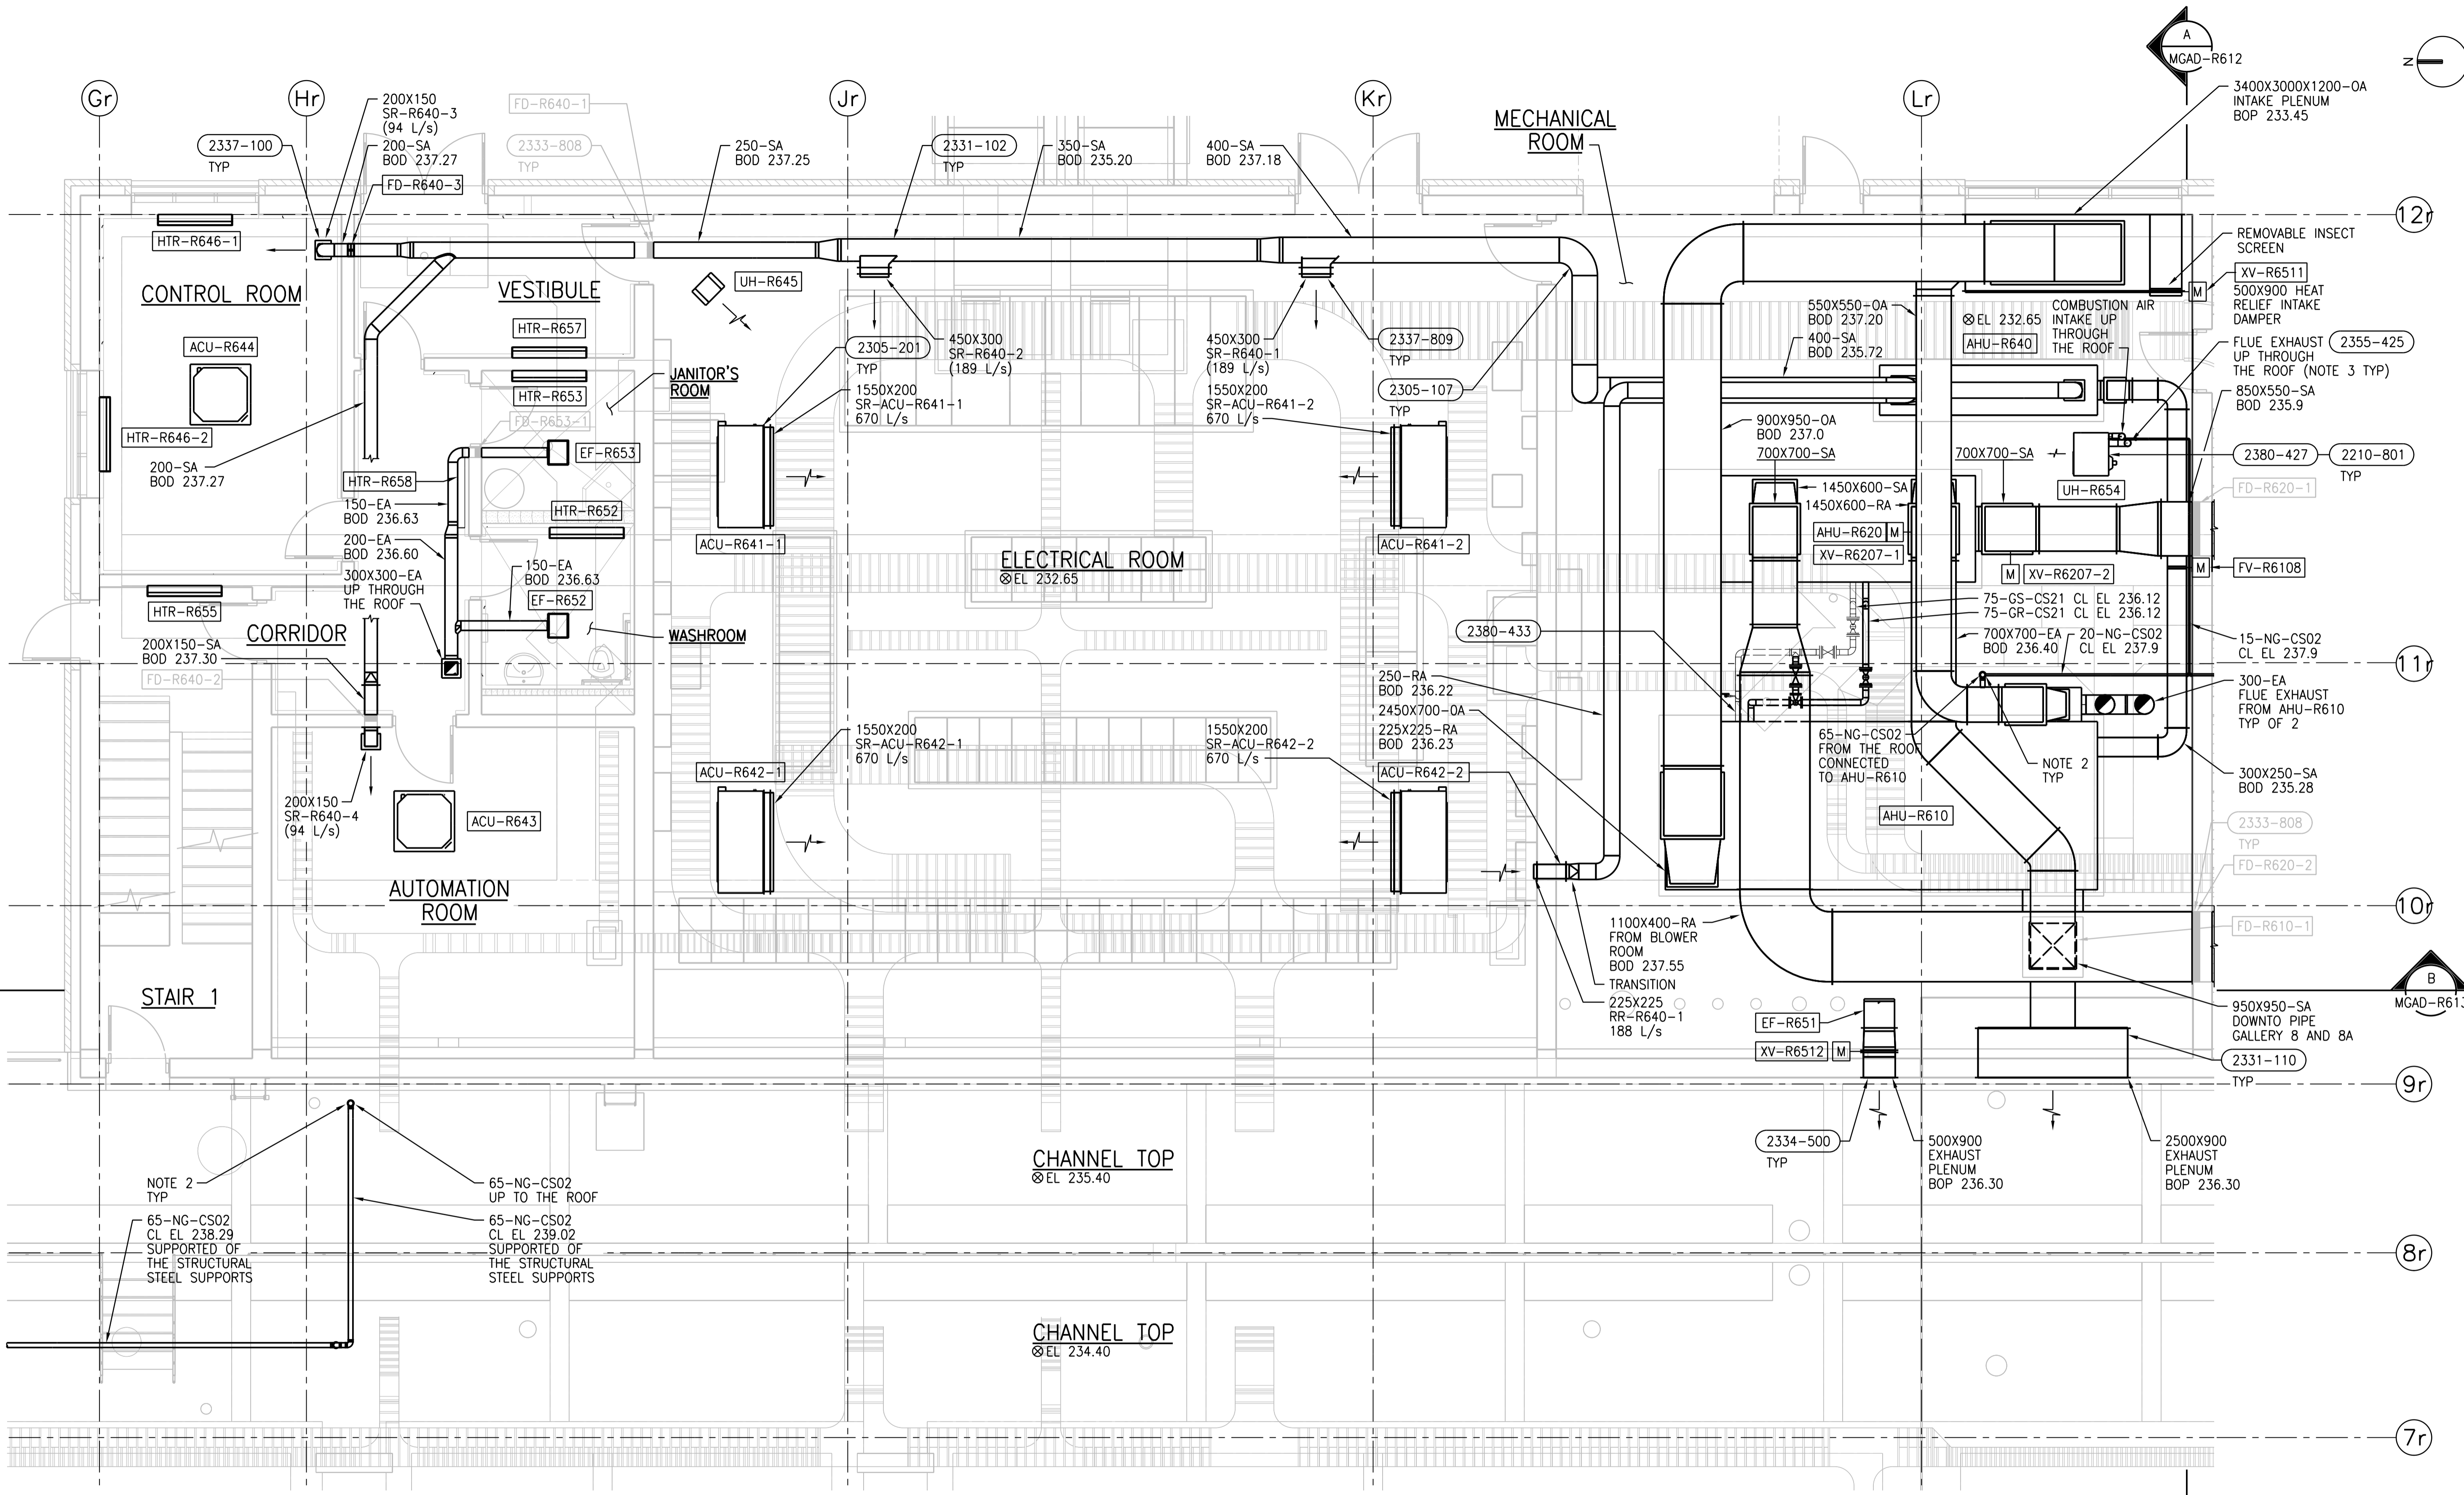 A
MGAD-R612
N
3400X3000X1200-OA
INTAKE PLENUM
BOP 233.45
Gr
Hr
Jr
Kr
Lr
200X150
SR-R640-3
(94 L/s)
200-SA
BOD 237.27
FD-R640-3
2337-100
TYP
FD-R640-1
2333-808
TYP
250-SA
BOD 237.25
2331-102
TYP
350-SA
BOD 235.20
400-SA
BOD 237.18
MECHANICAL
ROOM
12r
REMOVABLE INSECT
SCREEN
XV-R6511
M
500X900 HEAT
RELIEF INTAKE
DAMPER
HTR-R646-1
CONTROL ROOM
VESTIBULE
UH-R645
ACU-R644
HTR-R657
HTR-R653
JANITOR'S
ROOM
FD-R653-1
HTR-R646-2
200-SA
BOD 237.27
HTR-R658
EF-R653
150-EA
BOD 236.63
HTR-R652
200-EA
BOD 236.60
300X300-EA
UP THROUGH
THE ROOF
150-EA
BOD 236.63
EF-R652
WASHROOM
HTR-R655
CORRIDOR
200X150-SA
BOD 237.30
FD-R640-2
200X150
SR-R640-4
(94 L/s)
ACU-R643
AUTOMATION
ROOM
STAIR 1
2305-201
TYP
1550X200
SR-ACU-R641-1
670 L/s
450X300
SR-R640-2
(189 L/s)
450X300
SR-R640-1
(189 L/s)
2337-809
TYP
1550X200
SR-ACU-R641-2
670 L/s
2305-107
TYP
ACU-R641-1
ACU-R641-2
ELECTRICAL ROOM
EL 232.65
ACU-R642-1
1550X200
SR-ACU-R642-1
670 L/s
1550X200
SR-ACU-R642-2
670 L/s
ACU-R642-2
250-RA
BOD 236.22
2450X700-OA
225X225-RA
BOD 236.23
2380-433
550X550-OA
BOD 237.20
400-SA
BOD 235.72
EL 232.65
AHU-R640
COMBUSTION AIR
INTAKE UP
THROUGH
THE ROOF
FLUE EXHAUST
UP THROUGH
THE ROOF (NOTE 3 TYP)
2355-425
850X550-SA
BOD 235.9
900X950-OA
BOD 237.0
700X700-SA
700X700-SA
2380-427
2210-801
TYP
UH-R654
FD-R620-1
1450X600-SA
1450X600-RA
AHU-R620
M
XV-R6207-1
M
XV-R6207-2
M
FV-R6108
75-GS-CS21 CL EL 236.12
75-GR-CS21 CL EL 236.12
700X700-EA
BOD 236.40
20-NG-CS02
CL EL 237.9
15-NG-CS02
CL EL 237.9
11r
300-EA
FLUE EXHAUST
FROM AHU-R610
TYP OF 2
65-NG-CS02
FROM THE ROOF
CONNECTED
TO AHU-R610
NOTE 2
TYP
300X250-SA
BOD 235.28
AHU-R610
2333-808
TYP
FD-R620-2
10r
FD-R610-1
1100X400-RA
FROM BLOWER
ROOM
BOD 237.55
TRANSITION
225X225
RR-R640-1
188 L/s
B
MGAD-R613
950X950-SA
DOWNTO PIPE
GALLERY 8 AND 8A
EF-R651
XV-R6512
M
2331-110
TYP
9r
2334-500
TYP
500X900
EXHAUST
PLENUM
BOP 236.30
2500X900
EXHAUST
PLENUM
BOP 236.30
CHANNEL TOP
EL 235.40
NOTE 2
TYP
65-NG-CS02
UP TO THE ROOF
65-NG-CS02
CL EL 238.29
SUPPORTED OF
THE STRUCTURAL
STEEL SUPPORTS
65-NG-CS02
CL EL 239.02
SUPPORTED OF
THE STRUCTURAL
STEEL SUPPORTS
8r
CHANNEL TOP
EL 234.40
7r